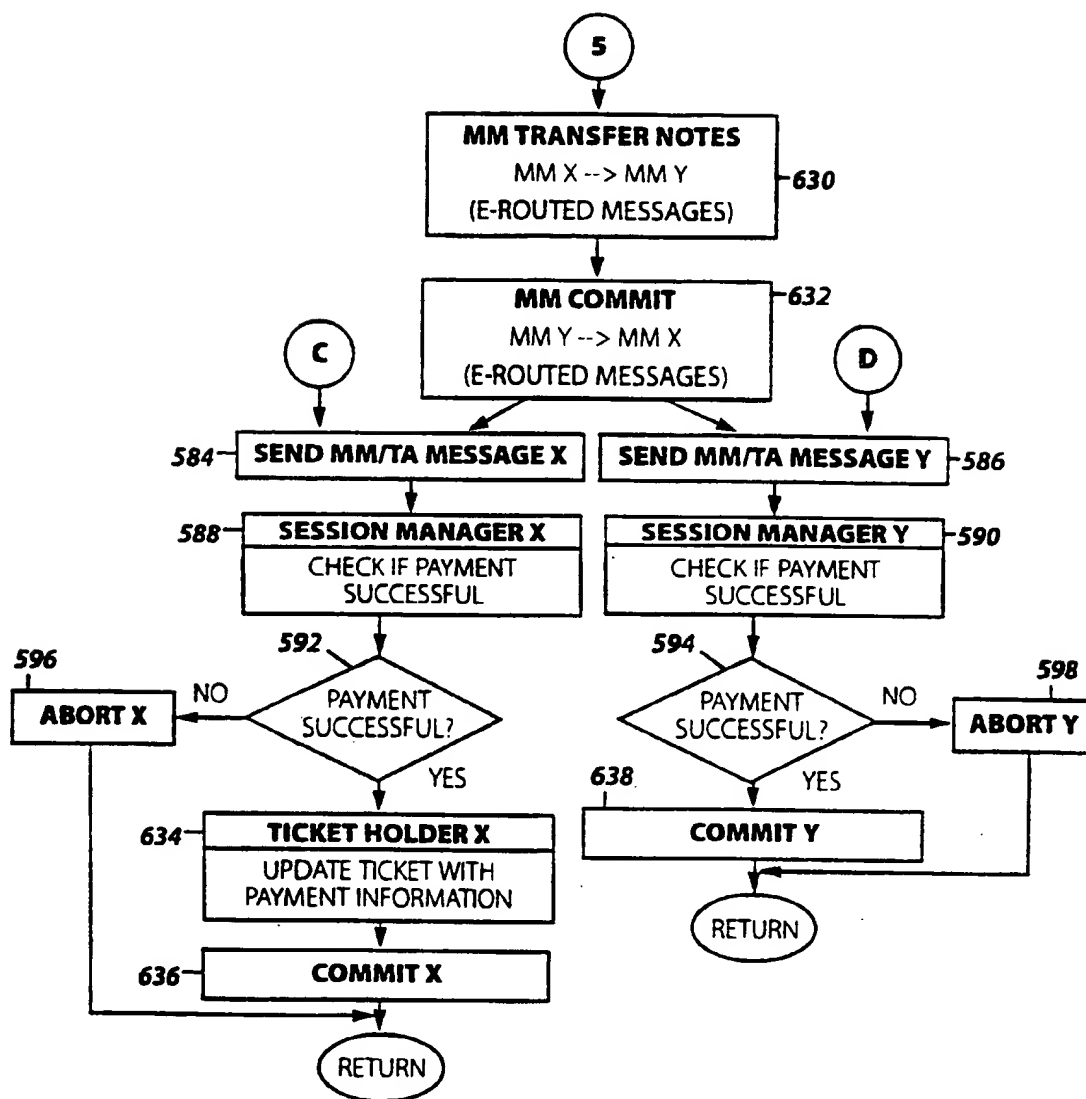 5
MM TRANSFER NOTES
MM X --> MM Y
(E-ROUTED MESSAGES)
630
MM COMMIT
MM Y --> MM X
(E-ROUTED MESSAGES)
632
C
D
584
SEND MM/TA MESSAGE X
SEND MM/TA MESSAGE Y
586
588
SESSION MANAGER X
CHECK IF PAYMENT
SUCCESSFUL
SESSION MANAGER Y
CHECK IF PAYMENT
SUCCESSFUL
590
592
594
596
ABORT X
NO
PAYMENT
SUCCESSFUL?
YES
PAYMENT
SUCCESSFUL?
NO
598
ABORT Y
YES
634
TICKET HOLDER X
UPDATE TICKET WITH
PAYMENT INFORMATION
638
COMMIT Y
RETURN
636
COMMIT X
RETURN